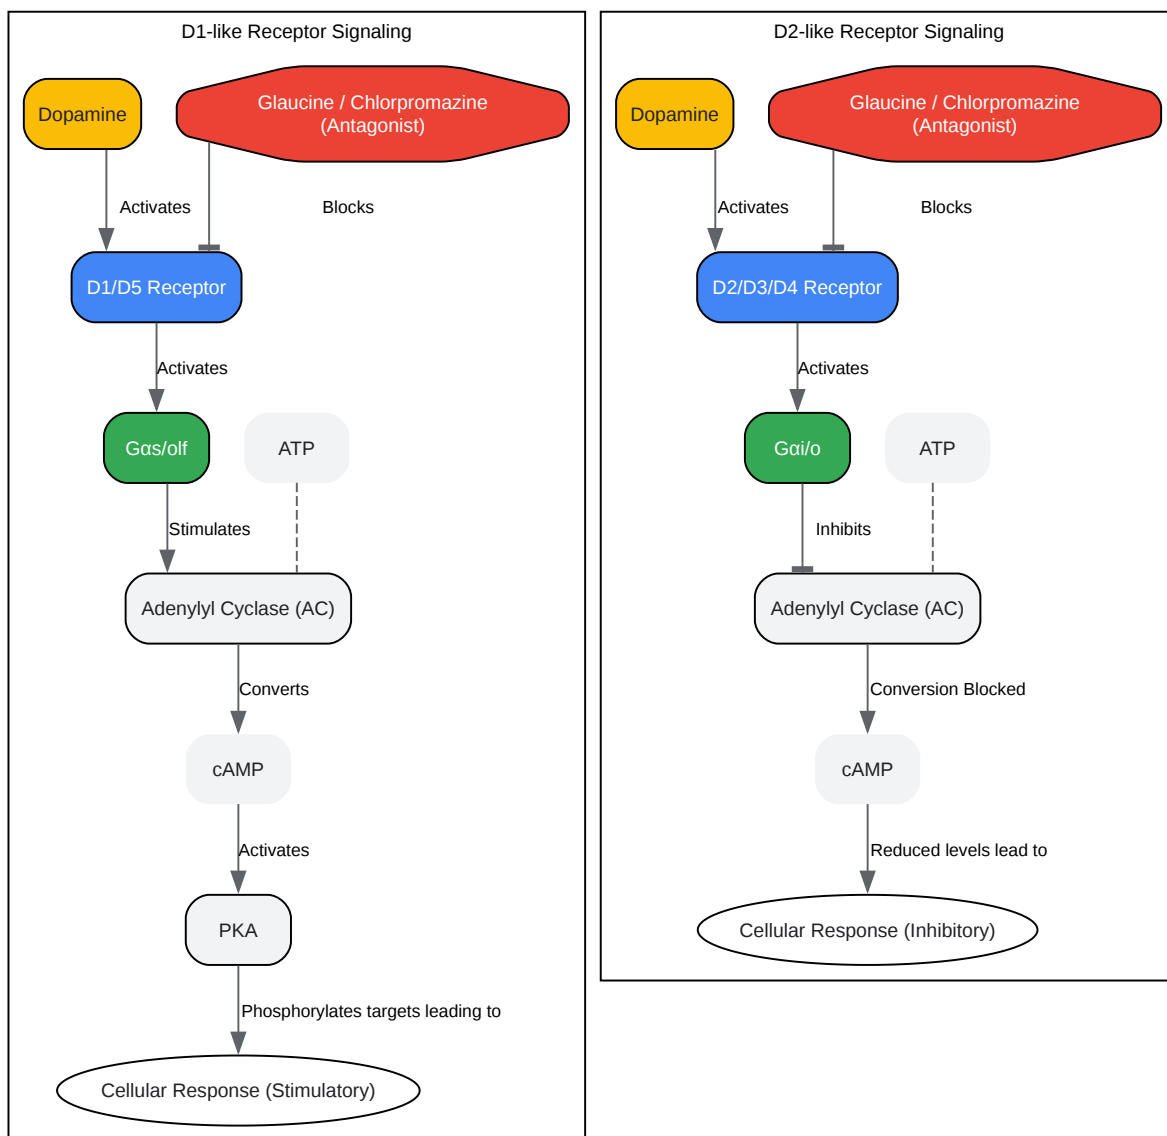 D1-like Receptor Signaling
Dopamine
Glaucine / Chlorpromazine
(Antagonist)
Activates
Blocks
D1/D5 Receptor
Activates
Gαs/olf
ATP
Stimulates
Adenylyl Cyclase (AC)
Converts
cAMP
Activates
PKA
Phosphorylates targets leading to
Cellular Response (Stimulatory)
D2-like Receptor Signaling
Dopamine
Glaucine / Chlorpromazine
(Antagonist)
Activates
Blocks
D2/D3/D4 Receptor
Activates
Gαi/o
ATP
Inhibits
Adenylyl Cyclase (AC)
Conversion Blocked
cAMP
Reduced levels lead to
Cellular Response (Inhibitory)